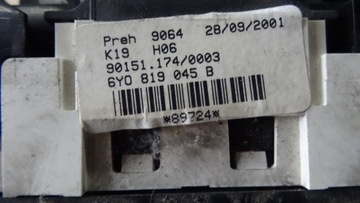 Preh 9064 28/09/2001
K19 H06
90151.174/0003
6Y0 819 045 B
*89724*